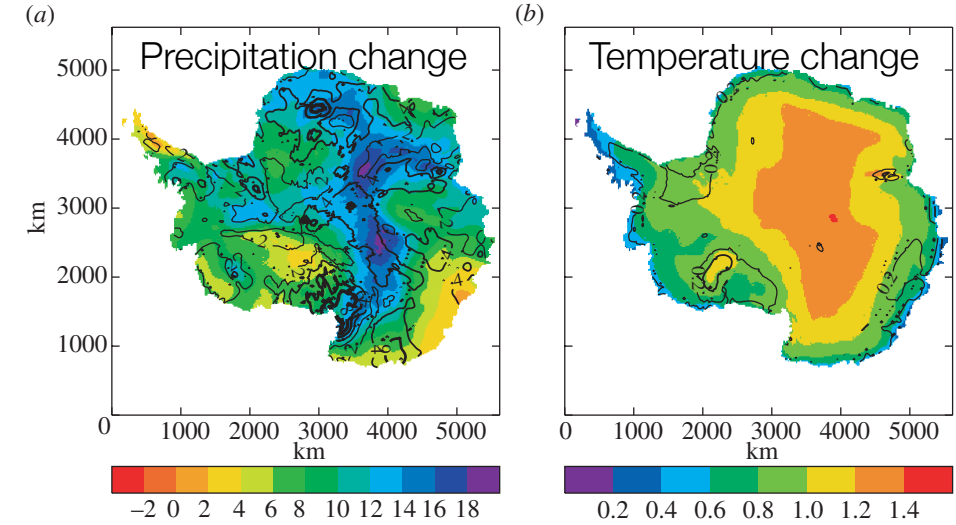 (a)
Precipitation change
5000
4000
3000
2000
1000
0
km
1000 2000 3000 4000 5000
km
–2 0 2 4 6 8 10 12 14 16 18
(b)
Temperature change
0 1000 2000 3000 4000 5000
km
0.2
0.2 0.4 0.6 0.8 1.0 1.2 1.4